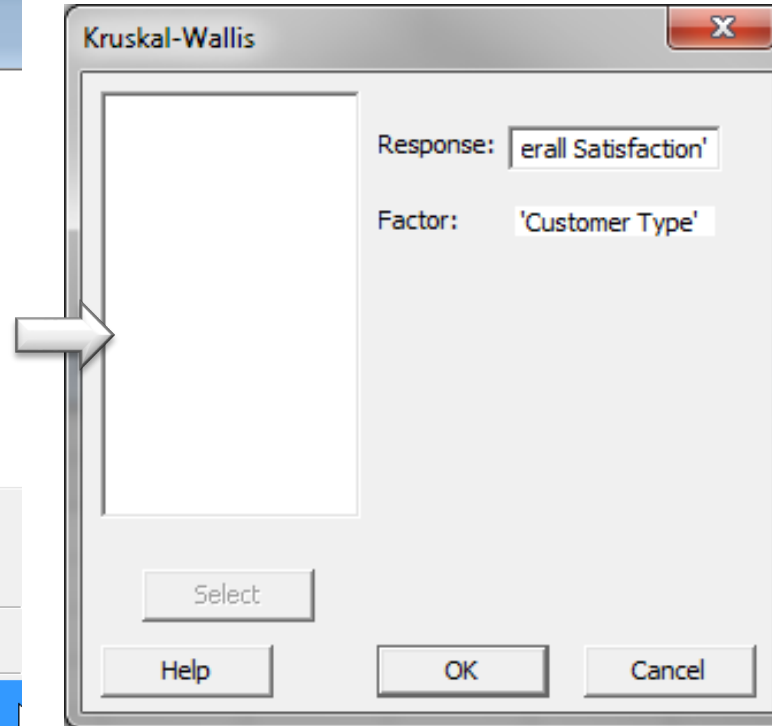 Kruskal-Wallis
Response: erall Satisfaction'
Factor: 'Customer Type'
Select
Help OK Cancel